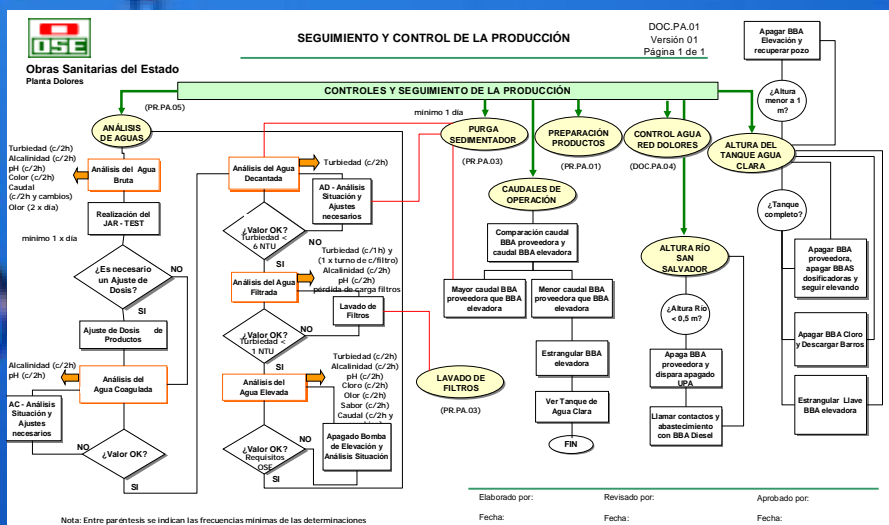 OSE
Obras Sanitarias del Estado
Planta Dolores
SEGUIMIENTO Y CONTROL DE LA PRODUCCIÓN
DOC.PA.01
Versión 01
Página 1 de 1
CONTROLES Y SEGUIMIENTO DE LA PRODUCCIÓN
(PR.PA.05)
ANÁLISIS
DE AGUAS
Turbiedad (c/2h)
Alcalinidad (c/2h)
pH (c/2h)
Color (c/2h)
Caudal
(c/2h y cambios)
Olor (2 x día)
Análisis del Agua
Bruta
Realización del
JAR - TEST
minimo 1 x día
¿Es necesario
un Ajuste de
Dosis?
NO
SI
Ajuste de Dosis de
Productos
Alcalinidad (c/2h)
pH (c/2h)
Análisis del
Agua Coagulada
AC - Análisis
Situación y
Ajustes
necesarios
NO
¿Valor OK?
SI
Análisis del Agua
Decantada
Turbiedad (c/2h)
AD - Análisis
Situación y Ajustes
necesarios
¿Valor OK?
Turbiedad <
6 NTU
NO
SI
Turbiedad (c/1h) y
(1 x turno de c/filtro)
Alcalinidad (c/2h)
pH (c/2h)
pérdida de carga filtros
Análisis del Agua
Filtrada
Lavado de
Filtros
¿Valor OK?
Turbiedad <
1 NTU
NO
SI
Análisis del
Agua Elevada
Turbiedad (c/2h)
Alcalinidad (c/2h)
pH (c/2h)
Cloro (c/2h)
Olor (c/2h)
Sabor (c/2h)
Caudal (c/2h y
¿Valor OK?
Requisitos
OSE
NO
SI
Apagado Bomba
de Elevación y
Análisis Situación
minimo 1 día
PURGA
SEDIMENTADOR
(PR.PA.03)
PREPARACIÓN
PRODUCTOS
(PR.PA.01)
CONTROL AGUA
RED DOLORES
(DOC.PA.04)
ALTURA DEL
TANQUE AGUA
CLARA
CAUDALES DE
OPERACIÓN
Comparación caudal
BBA proveedora y
caudal BBA elevadora
Mayor caudal BBA
proveedora que BBA
elevadora
Menor caudal BBA
proveedora que BBA
elevadora
Estrangular BBA
elevadora
Ver Tanque de
Agua Clara
FIN
LAVADO DE
FILTROS
(PR.PA.03)
ALTURA RÍO
SAN
SALVADOR
¿Altura Río
< 0,5 m?
Apaga BBA
proveedora y
dispara apagado
UPA
Llamar contactos y
abastecimiento
con BBA Diesel
Apagar BBA
Elevación y
recuperar pozo
¿Altura
menor a 1
m?
¿Tanque
completo?
Apagar BBA
proveedora,
apagar BBAS
dosificadoras y
seguir elevando
Apagar BBA Cloro
y Descargar Barros
Estrangular Llave
BBA elevadora
Elaborado por:
Revisado por:
Aprobado por:
Fecha:
Fecha:
Fecha:
Nota: Entre paréntesis se indican las frecuencias mínimas de las determinaciones